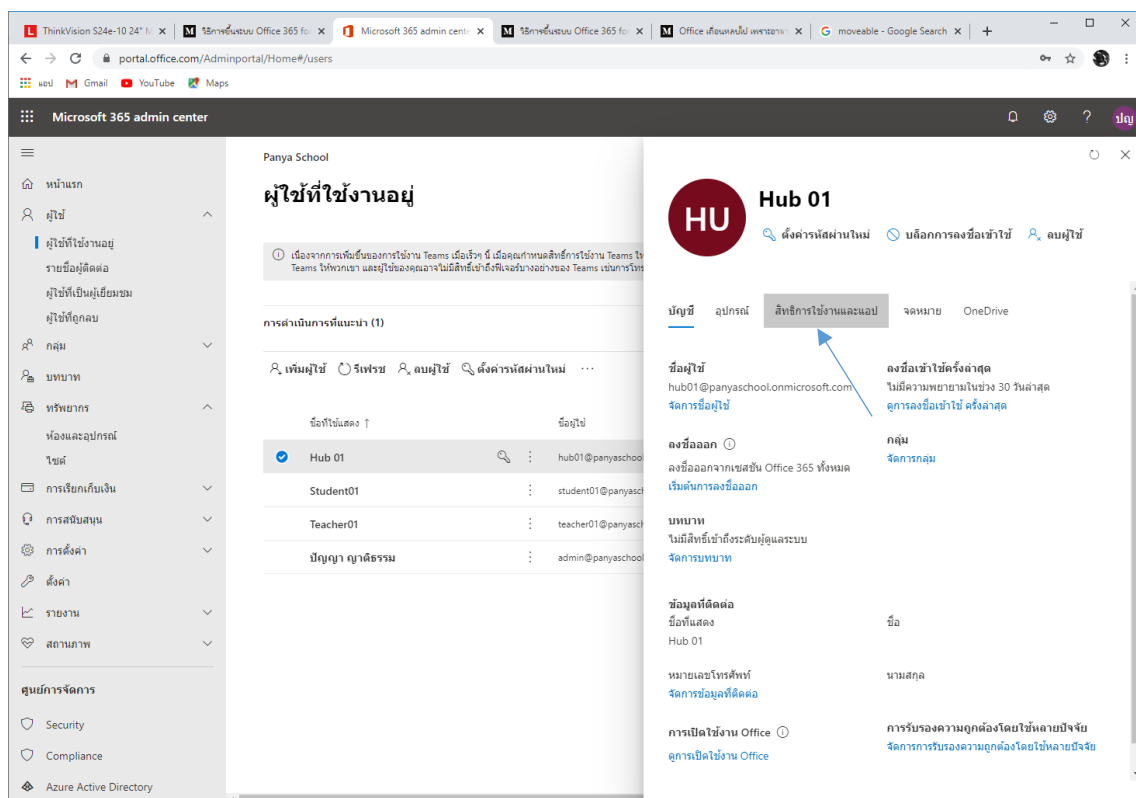 ThinkVision S24e-10 24" 
วิธีการขึ้นระบบ Office 365 fo
Microsoft 365 admin cente
วิธีการขึ้นระบบ Office 365 fo
Office เตือนหลบไป เพราะอาหา
moveable - Google Search
portal.office.com/Adminportal/Home#/users
แอป
Gmail
YouTube
Maps
Microsoft 365 admin center
ปญ
หน้าแรก
ผู้ใช้
ผู้ใช้ที่ใช้งานอยู่
รายชื่อผู้ติดต่อ
ผู้ใช้ที่เป็นผู้เยี่ยมชม
ผู้ใช้ที่ถูกลบ
กลุ่ม
บทบาท
ทรัพยากร
ห้องและอุปกรณ์
ไซต์
การเรียกเก็บเงิน
การสนับสนุน
การตั้งค่า
ตั้งค่า
รายงาน
สถานภาพ
ศูนย์การจัดการ
Security
Compliance
Azure Active Directory
Panya School
ผู้ใช้ที่ใช้งานอยู่
เนื่องจากการเพิ่มขึ้นของการใช้งาน Teams เมื่อเร็วๆ นี้ เมื่อคุณกำหนดสิทธิ์การใช้งาน Teams ให้
Teams ให้พวกเขา และผู้ใช้ของคุณอาจไม่มีสิทธิ์เข้าถึงฟีเจอร์บางอย่างของ Teams เช่นการโทร
การดำเนินการที่แนะนำ (1)
เพิ่มผู้ใช้ รีเฟรช ลบผู้ใช้ ตั้งค่ารหัสผ่านใหม่ ...
ชื่อที่ใช้แสดง ↑ ชื่อผู้ใช้
Hub 01 hub01@panyaschool
Student01 student01@panyasch
Teacher01 teacher01@panyasch
ปัญญา ญาติธรรม admin@panyaschool
HU
Hub 01
ตั้งค่ารหัสผ่านใหม่ บล็อกการลงชื่อเข้าใช้ ลบผู้ใช้
บัญชี อุปกรณ์ สิทธิการใช้งานและแอป จดหมาย OneDrive
ชื่อผู้ใช้
hub01@panyaschool.onmicrosoft.com
จัดการชื่อผู้ใช้
ลงชื่อเข้าใช้ครั้งล่าสุด
ไม่มีความพยายามในช่วง 30 วันล่าสุด
ดูการลงชื่อเข้าใช้ ครั้งล่าสุด
ลงชื่อออก
ลงชื่อออกจากเซสชัน Office 365 ทั้งหมด
เริ่มต้นการลงชื่อออก
กลุ่ม
จัดการกลุ่ม
บทบาท
ไม่มีสิทธิ์เข้าถึงระดับผู้ดูแลระบบ
จัดการบทบาท
ข้อมูลที่ติดต่อ
ชื่อที่แสดง
Hub 01
ชื่อ
หมายเลขโทรศัพท์
จัดการข้อมูลที่ติดต่อ
นามสกุล
การเปิดใช้งาน Office
ดูการเปิดใช้งาน Office
การรับรองความถูกต้องโดยใช้หลายปัจจัย
จัดการการรับรองความถูกต้องโดยใช้หลายปัจจัย